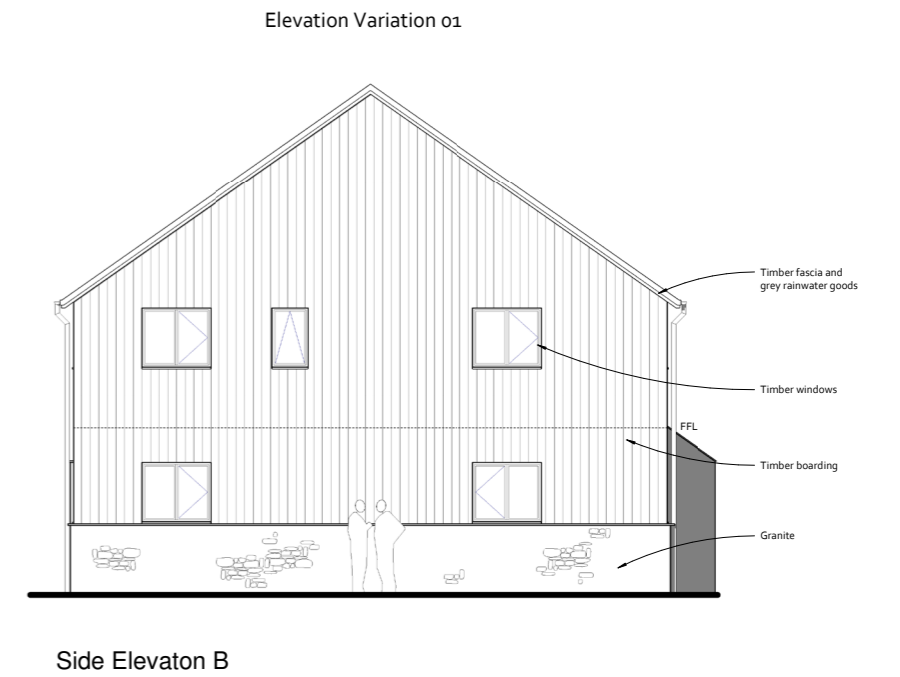 Elevation Variation 01
Timber fascia and
grey rainwater goods
Timber windows
FFL
Timber boarding
Granite
Side Elevaton B